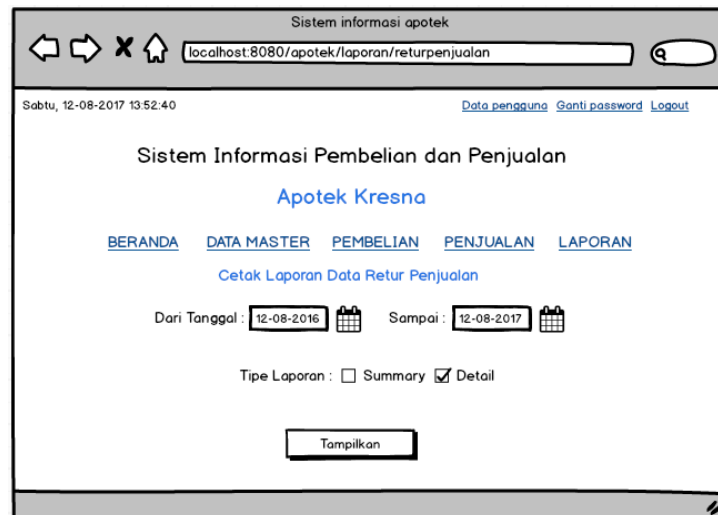 Sistem informasi apotek
localhost:8080/apotek/laporan/returpenjualan
Sabtu, 12-08-2017 13:52:40 Data pengguna Ganti password Logout
Sistem Informasi Pembelian dan Penjualan
Apotek Kresna
BERANDA DATA MASTER PEMBELIAN PENJUALAN LAPORAN
Cetak Laporan Data Retur Penjualan
Dari Tanggal : 12-08-2016 Sampai : 12-08-2017
Tipe Laporan : Summary Detail
Tampilkan